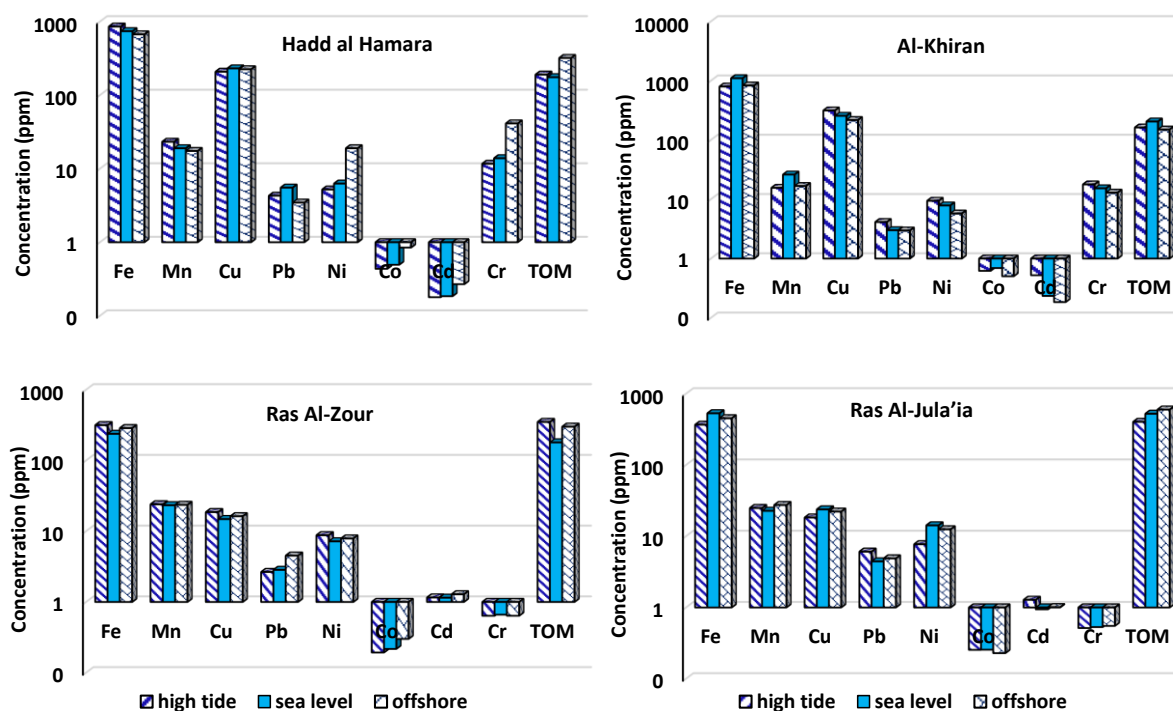 Hadd al Hamara
Concentration (ppm)
1000
100
10
1
0
Fe Mn Cu Pb Ni Co Cd Cr TOM
Al-Khiran
Concentration (ppm)
10000
1000
100
10
1
0
Fe Mn Cu Pb Ni Co Cd Cr TOM
Ras Al-Zour
Concentration (ppm)
1000
100
10
1
0
Fe Mn Cu Pb Ni Co Cd Cr TOM
high tide sea level offshore
Ras Al-Jula’ia
Concentration (ppm)
1000
100
10
1
0
Fe Mn Cu Pb Ni Co Cd Cr TOM
high tide sea level offshore